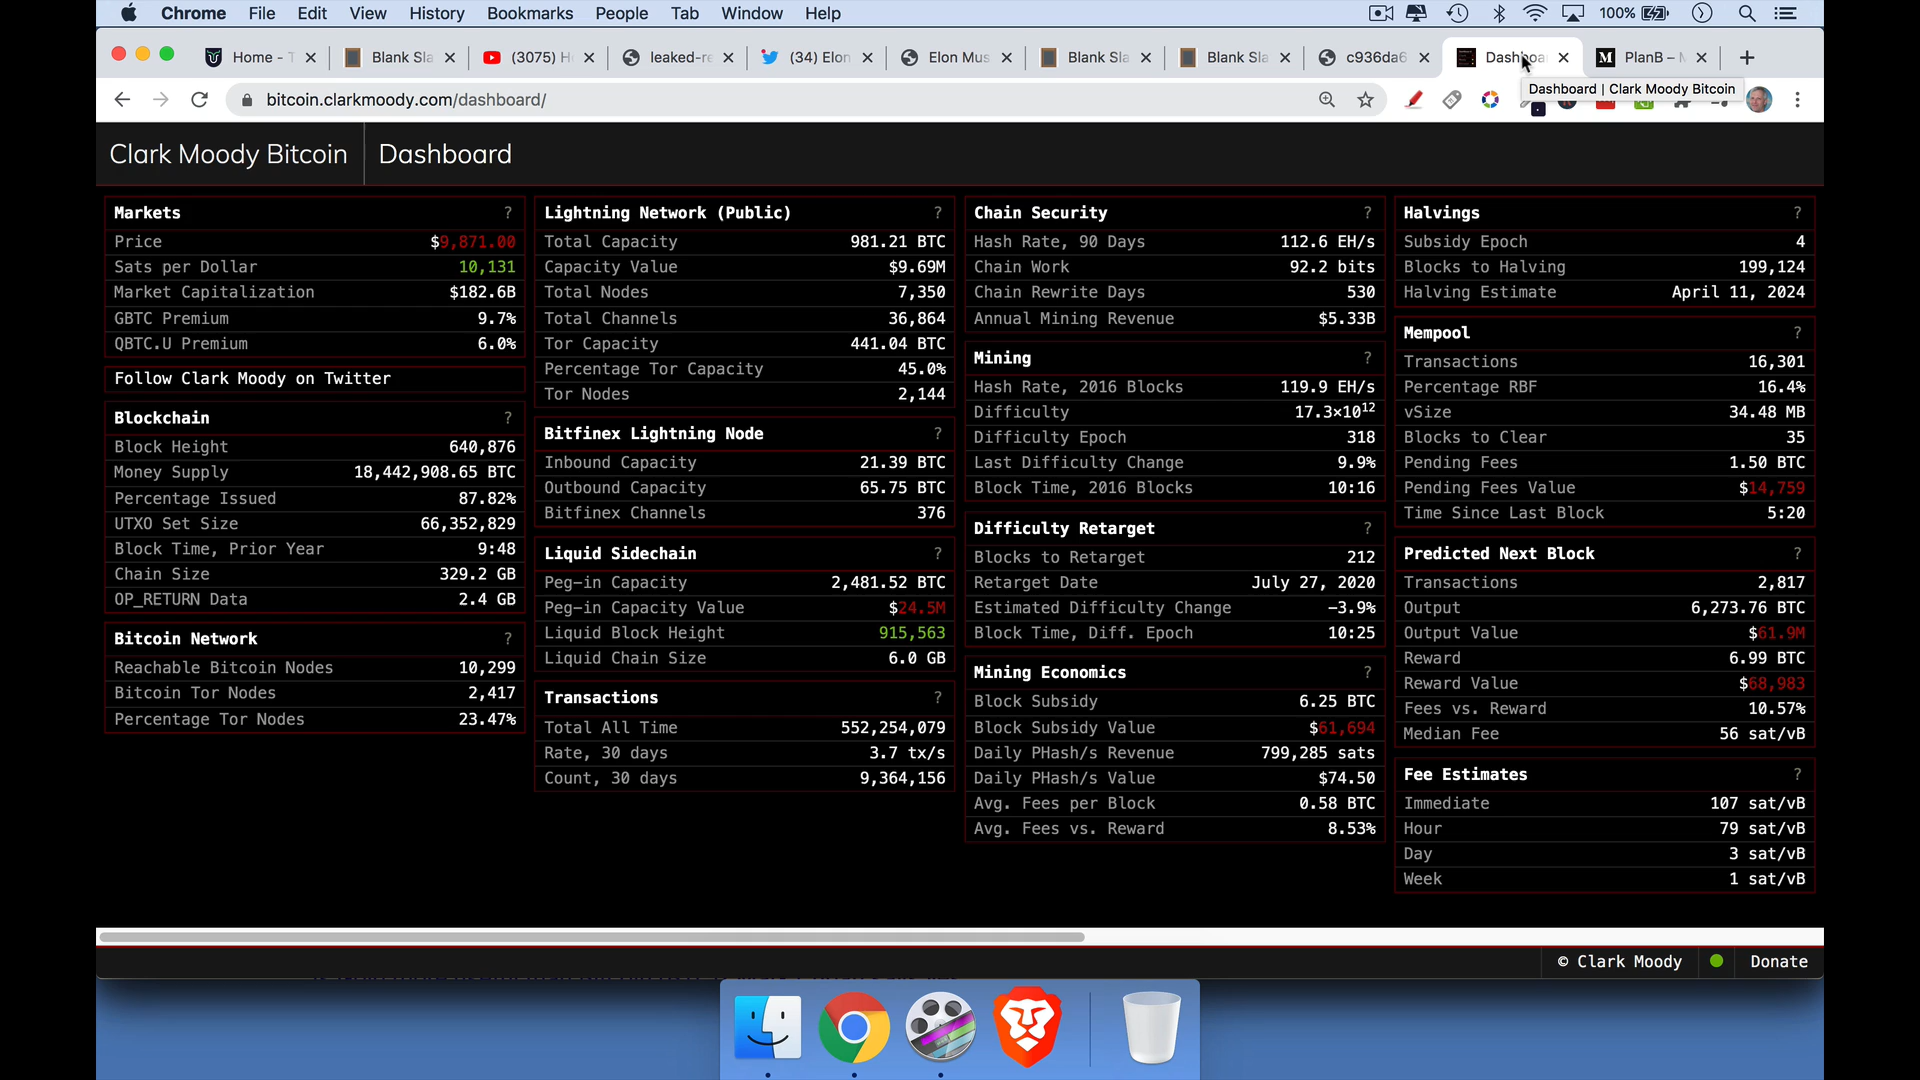 Chrome File Edit View History Bookmarks People Tab Window Help 100%
Home - T Blank Sla (3075) H leaked-re (34) Elon Elon Mus Blank Sla Blank Sla c936da6 Dashboar PlanB – M
bitcoin.clarkmoody.com/dashboard/
Dashboard | Clark Moody Bitcoin
Clark Moody Bitcoin Dashboard
Markets ?
Price $9,871.00
Sats per Dollar 10,131
Market Capitalization $182.6B
GBTC Premium 9.7%
QBTC.U Premium 6.0%
Follow Clark Moody on Twitter
Blockchain ?
Block Height 640,876
Money Supply 18,442,908.65 BTC
Percentage Issued 87.82%
UTXO Set Size 66,352,829
Block Time, Prior Year 9:48
Chain Size 329.2 GB
OP_RETURN Data 2.4 GB
Bitcoin Network ?
Reachable Bitcoin Nodes 10,299
Bitcoin Tor Nodes 2,417
Percentage Tor Nodes 23.47%
Lightning Network (Public) ?
Total Capacity 981.21 BTC
Capacity Value $9.69M
Total Nodes 7,350
Total Channels 36,864
Tor Capacity 441.04 BTC
Percentage Tor Capacity 45.0%
Tor Nodes 2,144
Bitfinex Lightning Node ?
Inbound Capacity 21.39 BTC
Outbound Capacity 65.75 BTC
Bitfinex Channels 376
Liquid Sidechain ?
Peg-in Capacity 2,481.52 BTC
Peg-in Capacity Value $24.5M
Liquid Block Height 915,563
Liquid Chain Size 6.0 GB
Transactions ?
Total All Time 552,254,079
Rate, 30 days 3.7 tx/s
Count, 30 days 9,364,156
Chain Security ?
Hash Rate, 90 Days 112.6 EH/s
Chain Work 92.2 bits
Chain Rewrite Days 530
Annual Mining Revenue $5.33B
Mining ?
Hash Rate, 2016 Blocks 119.9 EH/s
Difficulty 17.3×10¹²
Difficulty Epoch 318
Last Difficulty Change 9.9%
Block Time, 2016 Blocks 10:16
Difficulty Retarget ?
Blocks to Retarget 212
Retarget Date July 27, 2020
Estimated Difficulty Change −3.9%
Block Time, Diff. Epoch 10:25
Mining Economics ?
Block Subsidy 6.25 BTC
Block Subsidy Value $61,694
Daily PHash/s Revenue 799,285 sats
Daily PHash/s Value $74.50
Avg. Fees per Block 0.58 BTC
Avg. Fees vs. Reward 8.53%
Halvings ?
Subsidy Epoch 4
Blocks to Halving 199,124
Halving Estimate April 11, 2024
Mempool ?
Transactions 16,301
Percentage RBF 16.4%
vSize 34.48 MB
Blocks to Clear 35
Pending Fees 1.50 BTC
Pending Fees Value $14,759
Time Since Last Block 5:20
Predicted Next Block ?
Transactions 2,817
Output 6,273.76 BTC
Output Value $61.9M
Reward 6.99 BTC
Reward Value $68,983
Fees vs. Reward 10.57%
Median Fee 56 sat/vB
Fee Estimates ?
Immediate 107 sat/vB
Hour 79 sat/vB
Day 3 sat/vB
Week 1 sat/vB
© Clark Moody Donate